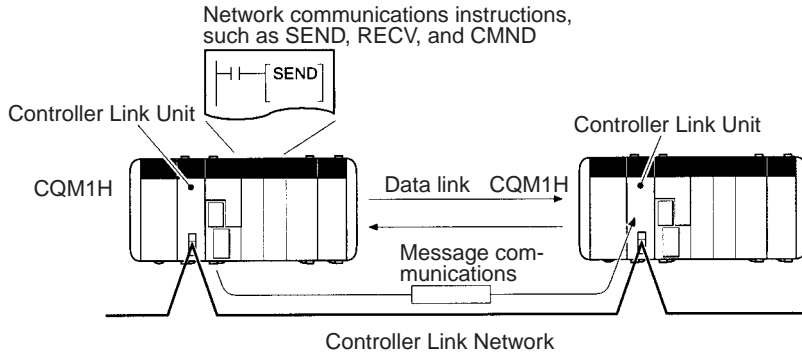 Network communications instructions,
such as SEND, RECV, and CMND
SEND
Controller Link Unit
Controller Link Unit
CQM1H
Data link
CQM1H
Message com-
munications
Controller Link Network